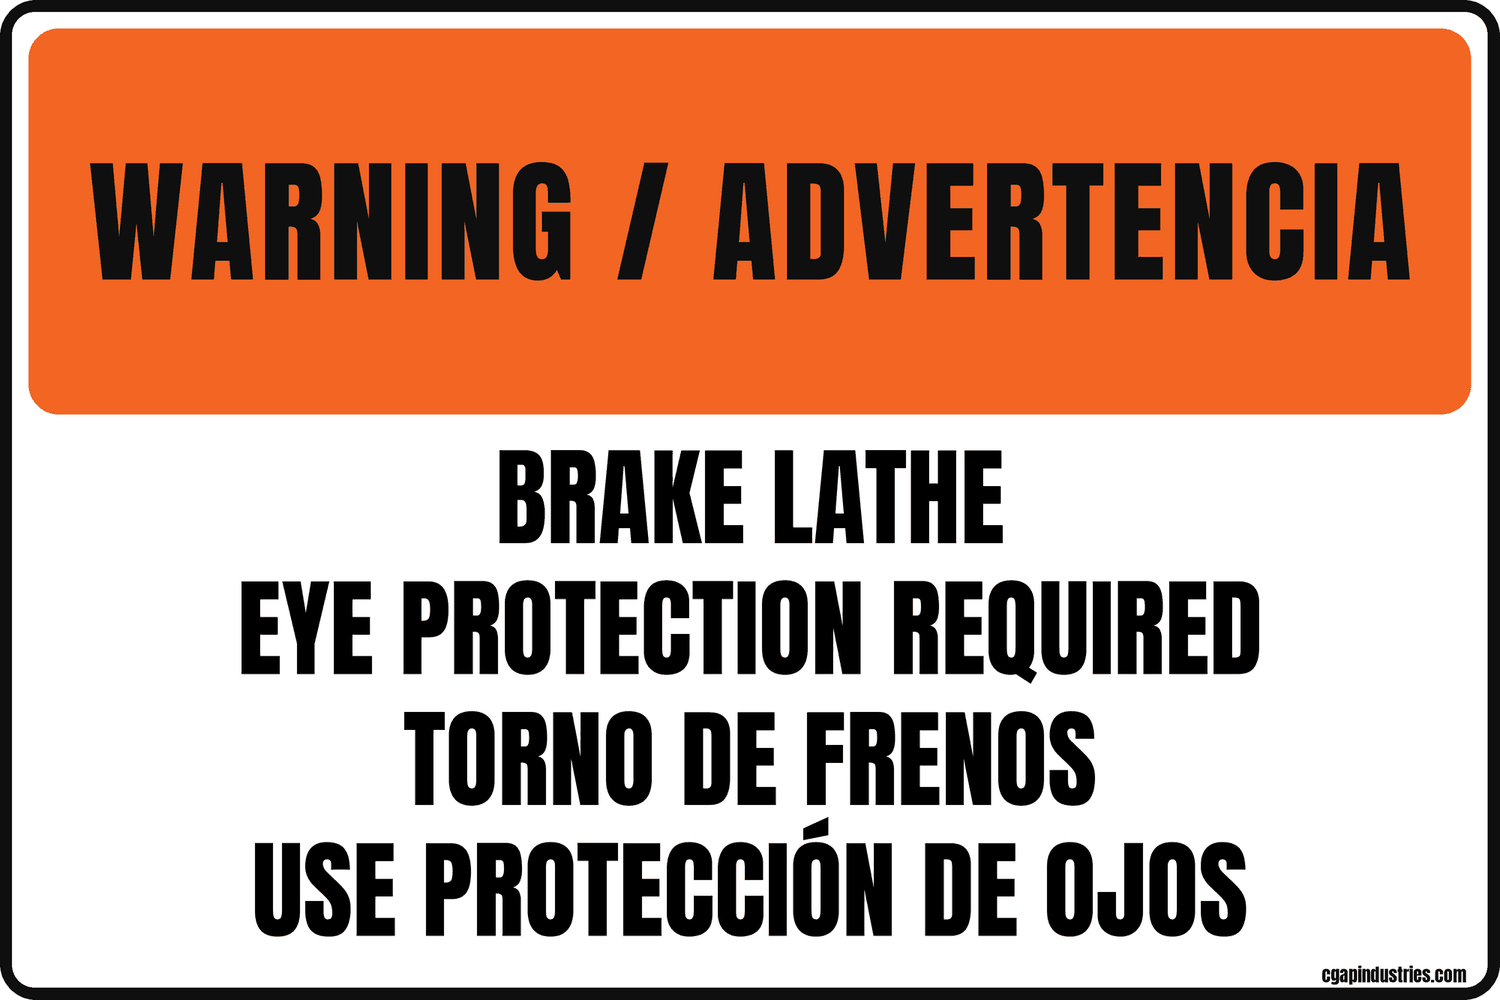 WARNING / ADVERTENCIA
BRAKE LATHE
EYE PROTECTION REQUIRED
TORNO DE FRENOS
USE PROTECCIÓN DE OJOS
cgapindustries.com